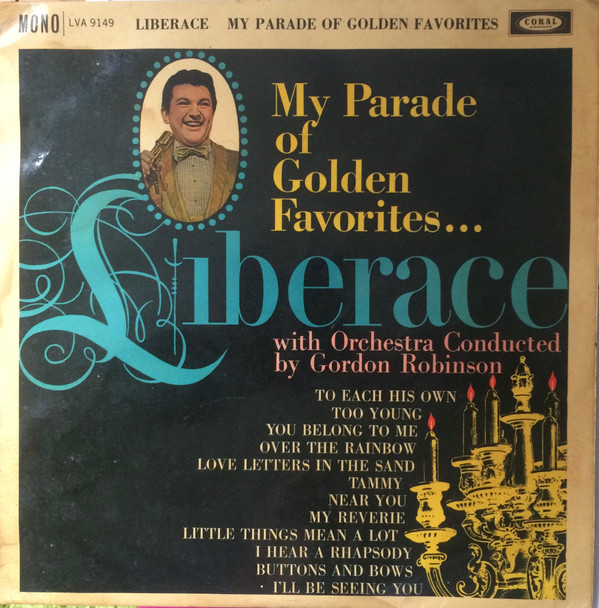 MONO LVA 9149 LIBERACE MY PARADE OF GOLDEN FAVORITES CORAL
My Parade
of
Golden
Favorites...
Liberace
with Orchestra Conducted
by Gordon Robinson
TO EACH HIS OWN
TOO YOUNG
YOU BELONG TO ME
OVER THE RAINBOW
LOVE LETTERS IN THE SAND
TAMMY
NEAR YOU
MY REVERIE
LITTLE THINGS MEAN A LOT
I HEAR A RHAPSODY
BUTTONS AND BOWS
· I'LL BE SEEING YOU